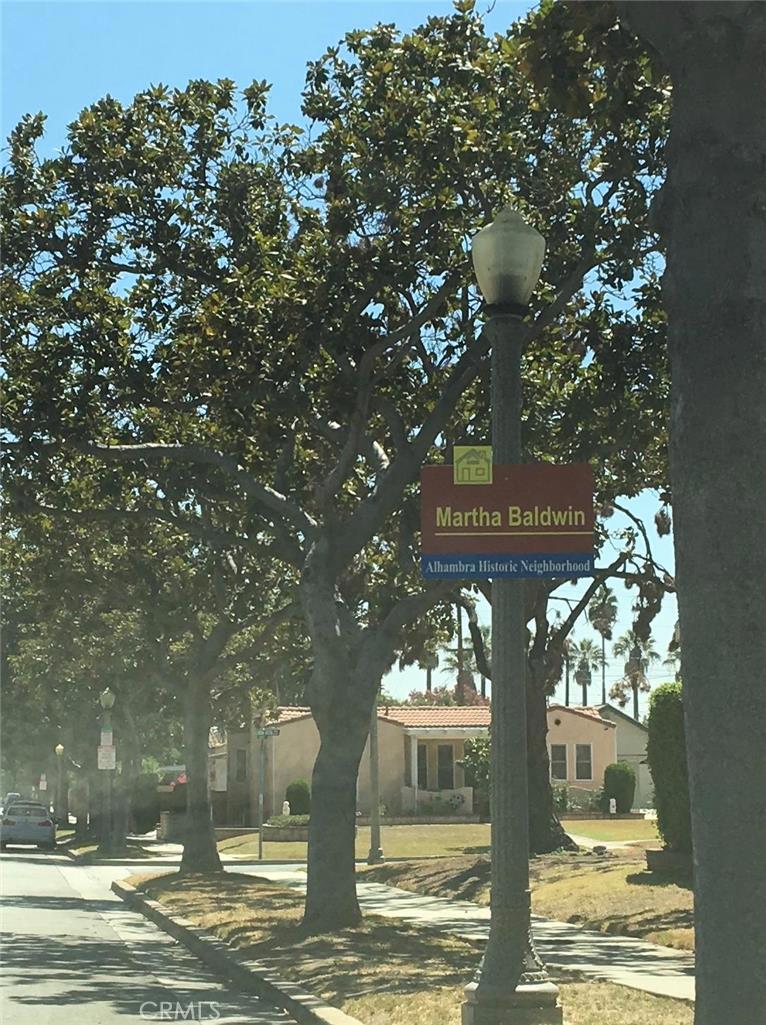 Martha Baldwin
Alhambra Historic Neighborhood
CRMLS